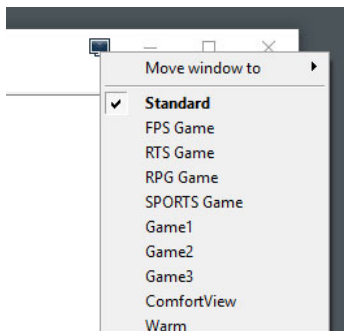 Move window to
Standard
FPS Game
RTS Game
RPG Game
SPORTS Game
Game1
Game2
Game3
ComfortView
Warm